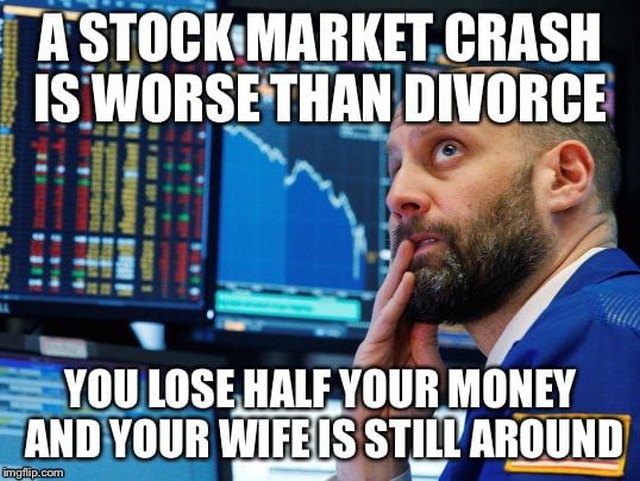 A STOCK MARKET CRASH
IS WORSE THAN DIVORCE
YOU LOSE HALF YOUR MONEY
AND YOUR WIFE IS STILL AROUND
imgflip.com